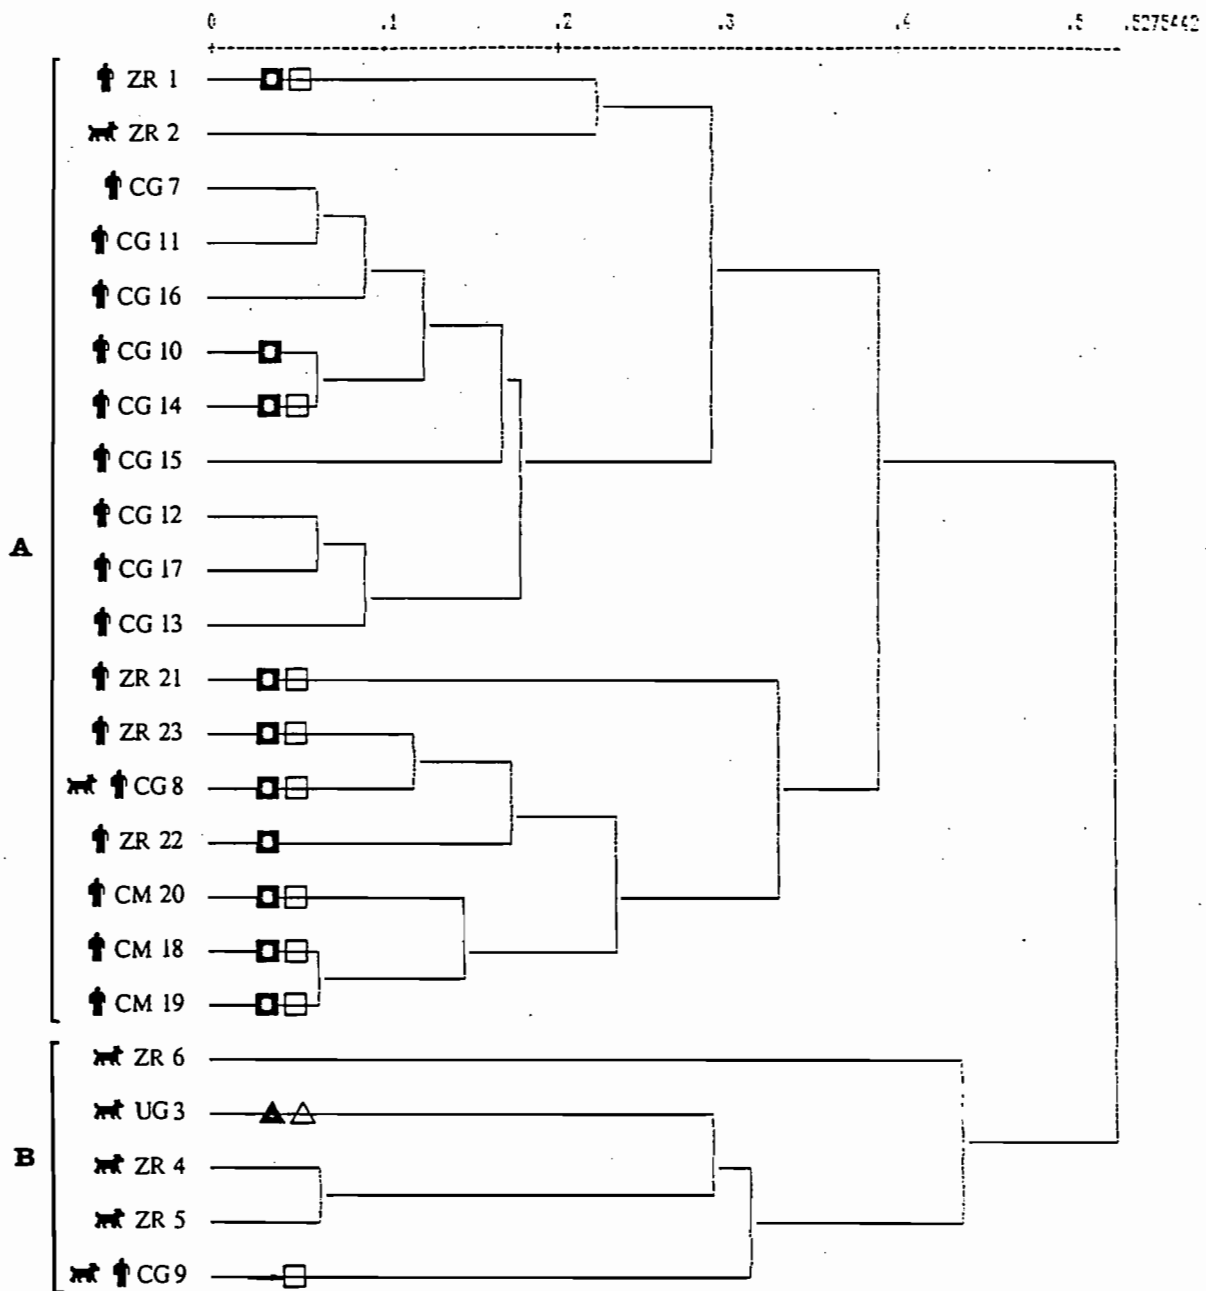 0 .1 .2 .3 .4 .5 .5275442
ZR 1
ZR 2
CG 7
CG 11
CG 16
CG 10
CG 14
CG 15
CG 12
A
CG 17
CG 13
ZR 21
ZR 23
CG 8
ZR 22
CM 20
CM 18
CM 19
ZR 6
UG 3
B
ZR 4
ZR 5
CG 9